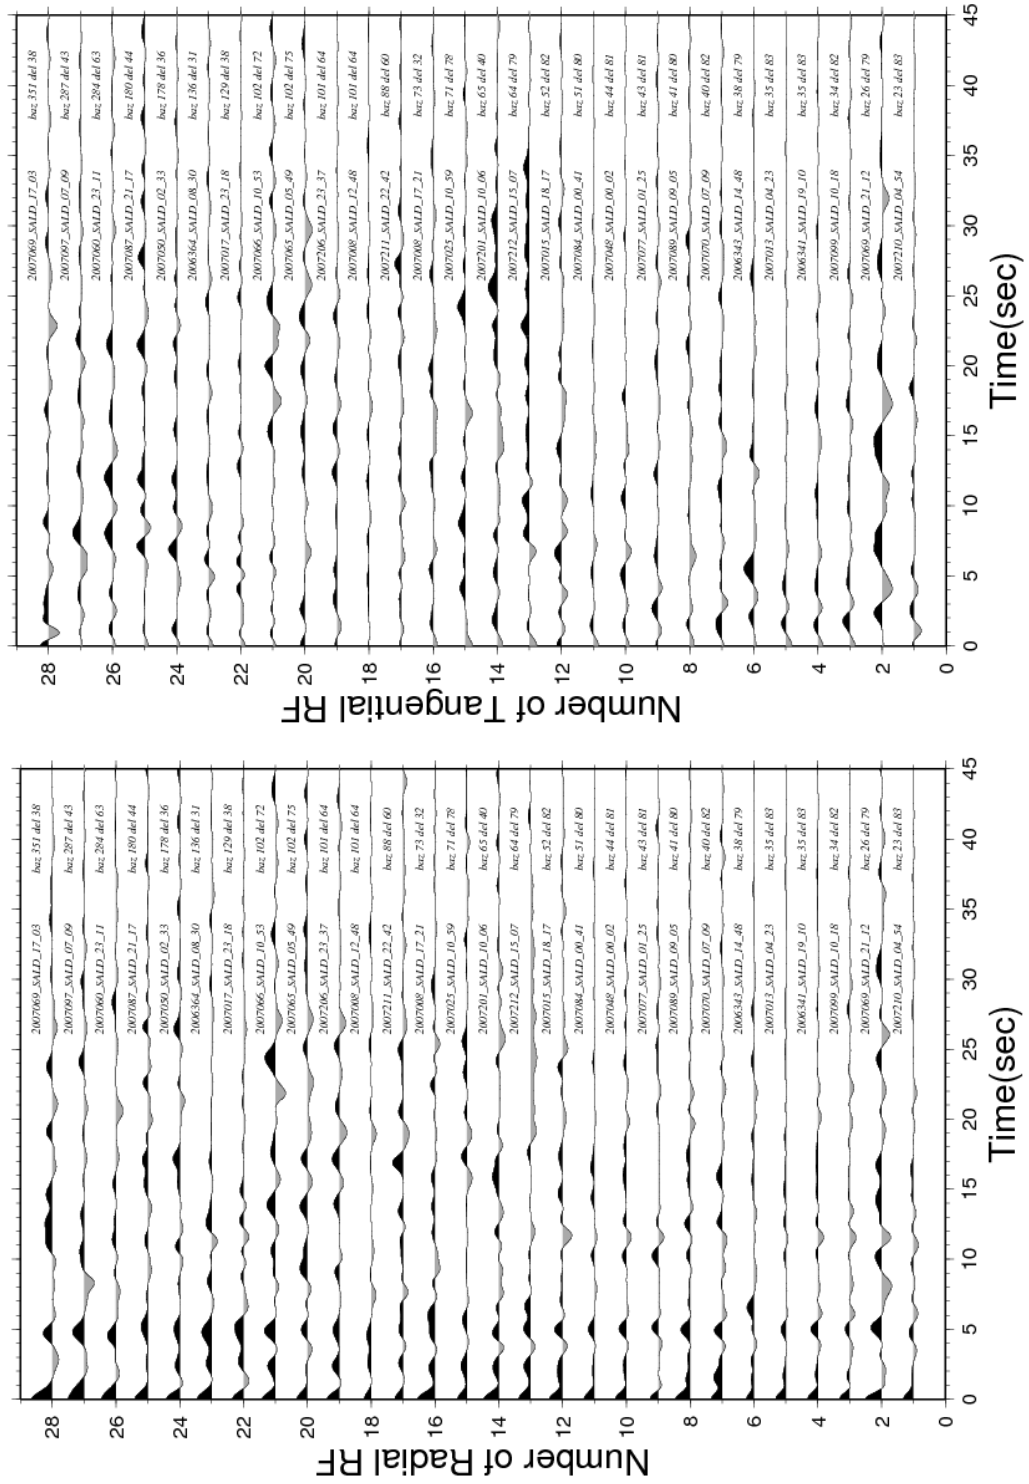 Number of Tangential RF
28
26
24
22
20
18
16
14
12
10
8
6
4
2
0
2007069_SALD_17_03 baz 351 del 38
2007097_SALD_07_09 baz 287 del 43
2007060_SALD_23_11 baz 284 del 63
2007087_SALD_21_17 baz 180 del 44
2007050_SALD_02_33 baz 178 del 36
2006364_SALD_08_30 baz 136 del 31
2007017_SALD_23_18 baz 129 del 38
2007066_SALD_10_53 baz 102 del 72
2007065_SALD_05_49 baz 102 del 75
2007206_SALD_23_37 baz 101 del 64
2007008_SALD_12_48 baz 101 del 64
2007211_SALD_22_42 baz 88 del 60
2007008_SALD_17_21 baz 73 del 32
2007025_SALD_10_59 baz 71 del 78
2007201_SALD_10_06 baz 65 del 40
2007212_SALD_15_07 baz 64 del 79
2007015_SALD_18_17 baz 52 del 82
2007084_SALD_00_41 baz 51 del 80
2007048_SALD_00_02 baz 44 del 81
2007077_SALD_01_25 baz 43 del 81
2007089_SALD_09_05 baz 41 del 80
2007070_SALD_07_09 baz 40 del 82
2006343_SALD_14_48 baz 38 del 79
2007013_SALD_04_23 baz 35 del 83
2006341_SALD_19_10 baz 35 del 83
2007099_SALD_10_18 baz 34 del 82
2007069_SALD_21_12 baz 26 del 79
2007210_SALD_04_54 baz 23 del 83
0 5 10 15 20 25 30 35 40 45
Time(sec)
Number of Radial RF
28
26
24
22
20
18
16
14
12
10
8
6
4
2
0
2007069_SALD_17_03 baz 351 del 38
2007097_SALD_07_09 baz 287 del 43
2007060_SALD_23_11 baz 284 del 63
2007087_SALD_21_17 baz 180 del 44
2007050_SALD_02_33 baz 178 del 36
2006364_SALD_08_30 baz 136 del 31
2007017_SALD_23_18 baz 129 del 38
2007066_SALD_10_53 baz 102 del 72
2007065_SALD_05_49 baz 102 del 75
2007206_SALD_23_37 baz 101 del 64
2007008_SALD_12_48 baz 101 del 64
2007211_SALD_22_42 baz 88 del 60
2007008_SALD_17_21 baz 73 del 32
2007025_SALD_10_59 baz 71 del 78
2007201_SALD_10_06 baz 65 del 40
2007212_SALD_15_07 baz 64 del 79
2007015_SALD_18_17 baz 52 del 82
2007084_SALD_00_41 baz 51 del 80
2007048_SALD_00_02 baz 44 del 81
2007077_SALD_01_25 baz 43 del 81
2007089_SALD_09_05 baz 41 del 80
2007070_SALD_07_09 baz 40 del 82
2006343_SALD_14_48 baz 38 del 79
2007013_SALD_04_23 baz 35 del 83
2006341_SALD_19_10 baz 35 del 83
2007099_SALD_10_18 baz 34 del 82
2007069_SALD_21_12 baz 26 del 79
2007210_SALD_04_54 baz 23 del 83
0 5 10 15 20 25 30 35 40 45
Time(sec)